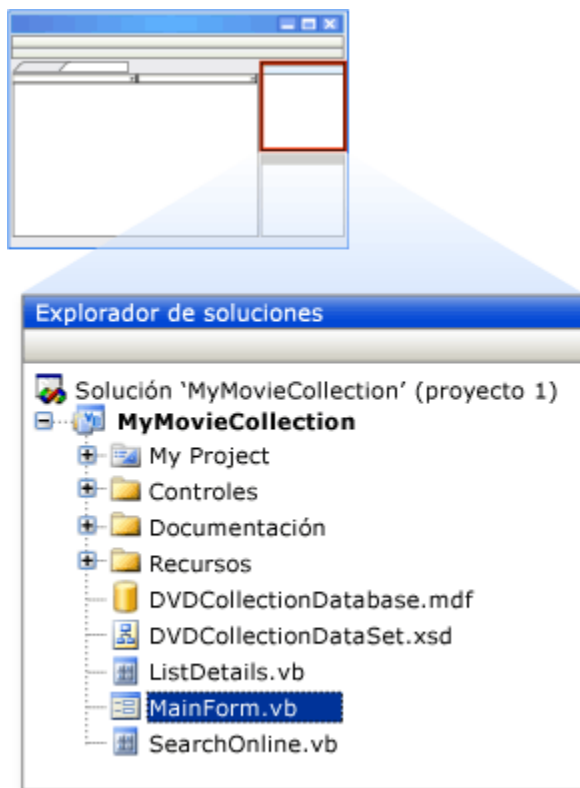 Explorador de soluciones
Solución ‘MyMovieCollection’ (proyecto 1)
MyMovieCollection
My Project
Controles
Documentación
Recursos
DVDCollectionDatabase.mdf
DVDCollectionDataSet.xsd
ListDetails.vb
MainForm.vb
SearchOnline.vb